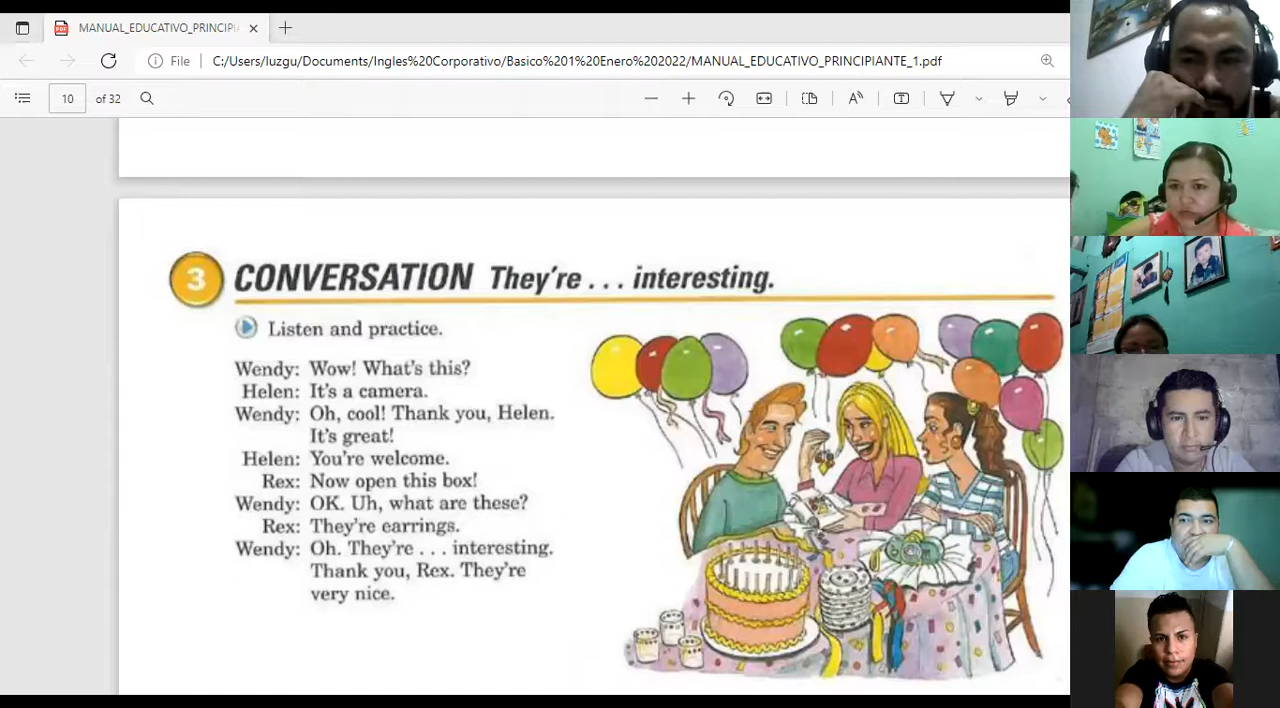 MANUAL_EDUCATIVO_PRINCIPI
File
C:/Users/luzgu/Documents/Ingles%20Corporativo/Basico%201%20Enero%202022/MANUAL_EDUCATIVO_PRINCIPIANTE_1.pdf
10 of 32
3 CONVERSATION They're . . . interesting.
Listen and practice.
Wendy: Wow! What's this?
Helen: It's a camera.
Wendy: Oh, cool! Thank you, Helen.
It's great!
Helen: You're welcome.
Rex: Now open this box!
Wendy: OK. Uh, what are these?
Rex: They're earrings.
Wendy: Oh. They're . . . interesting.
Thank you, Rex. They're
very nice.